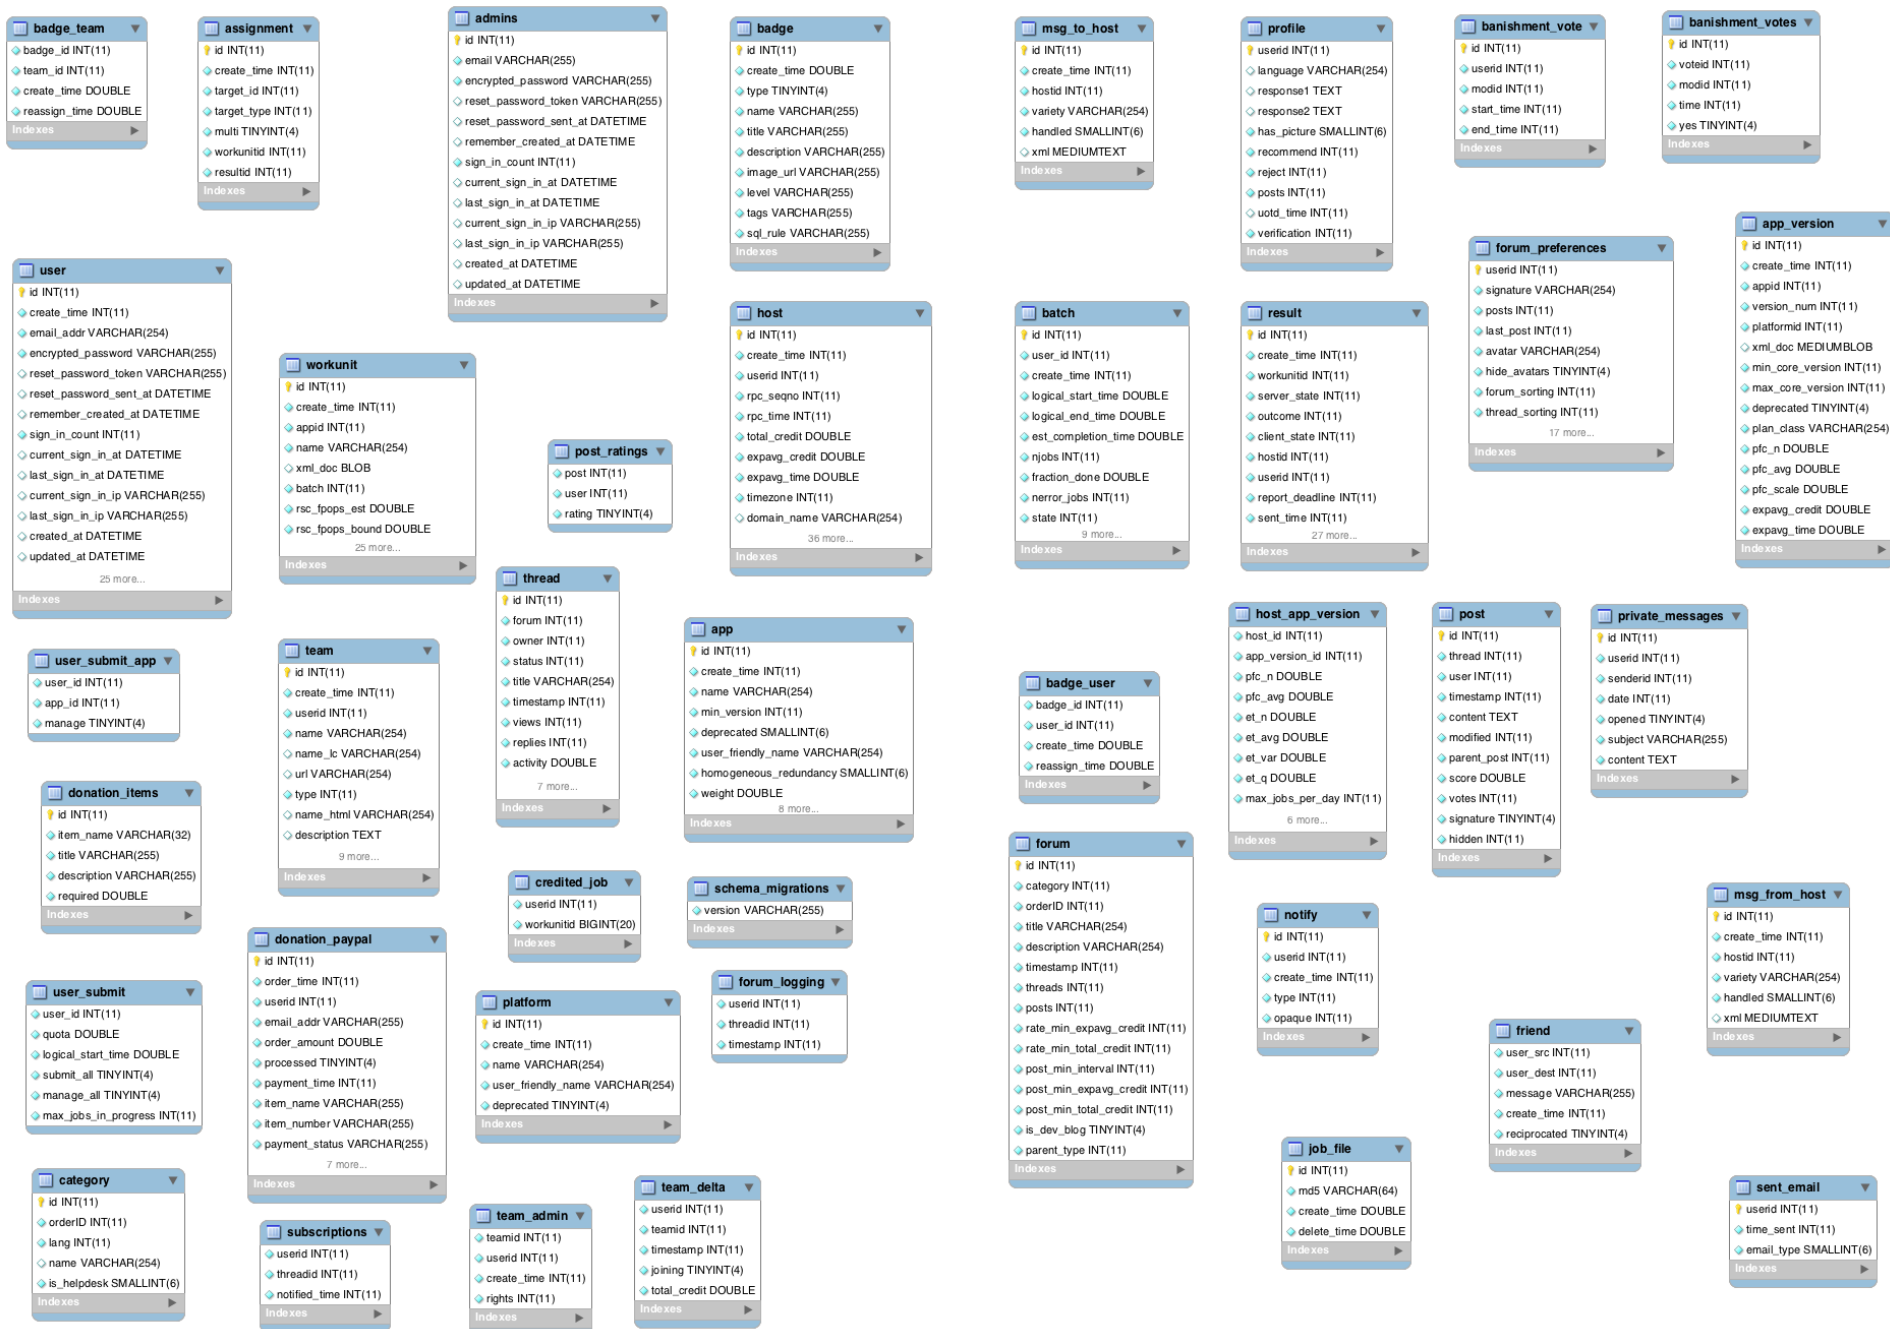 badge_team
badge_id INT(11)
team_id INT(11)
create_time DOUBLE
reassign_time DOUBLE
Indexes
assignment
id INT(11)
create_time INT(11)
target_id INT(11)
target_type INT(11)
multi TINYINT(4)
workunitid INT(11)
resultid INT(11)
Indexes
admins
id INT(11)
email VARCHAR(255)
encrypted_password VARCHAR(255)
reset_password_token VARCHAR(255)
reset_password_sent_at DATETIME
remember_created_at DATETIME
sign_in_count INT(11)
current_sign_in_at DATETIME
last_sign_in_at DATETIME
current_sign_in_ip VARCHAR(255)
last_sign_in_ip VARCHAR(255)
created_at DATETIME
updated_at DATETIME
Indexes
badge
id INT(11)
create_time DOUBLE
type TINYINT(4)
name VARCHAR(255)
title VARCHAR(255)
description VARCHAR(255)
image_url VARCHAR(255)
level VARCHAR(255)
tags VARCHAR(255)
sql_rule VARCHAR(255)
Indexes
msg_to_host
id INT(11)
create_time INT(11)
hostid INT(11)
variety VARCHAR(254)
handled SMALLINT(6)
xml MEDIUMTEXT
Indexes
profile
userid INT(11)
language VARCHAR(254)
response1 TEXT
response2 TEXT
has_picture SMALLINT(6)
recommend INT(11)
reject INT(11)
posts INT(11)
uotd_time INT(11)
verification INT(11)
Indexes
banishment_vote
id INT(11)
userid INT(11)
modid INT(11)
start_time INT(11)
end_time INT(11)
Indexes
banishment_votes
id INT(11)
voteid INT(11)
modid INT(11)
time INT(11)
yes TINYINT(4)
Indexes
user
id INT(11)
create_time INT(11)
email_addr VARCHAR(254)
encrypted_password VARCHAR(255)
reset_password_token VARCHAR(255)
reset_password_sent_at DATETIME
remember_created_at DATETIME
sign_in_count INT(11)
current_sign_in_at DATETIME
last_sign_in_at DATETIME
current_sign_in_ip VARCHAR(255)
last_sign_in_ip VARCHAR(255)
created_at DATETIME
updated_at DATETIME
25 more...
Indexes
workunit
id INT(11)
create_time INT(11)
appid INT(11)
name VARCHAR(254)
xml_doc BLOB
batch INT(11)
rsc_fpops_est DOUBLE
rsc_fpops_bound DOUBLE
25 more...
Indexes
post_ratings
post INT(11)
user INT(11)
rating TINYINT(4)
host
id INT(11)
create_time INT(11)
userid INT(11)
rpc_seqno INT(11)
rpc_time INT(11)
total_credit DOUBLE
expavg_credit DOUBLE
expavg_time DOUBLE
timezone INT(11)
domain_name VARCHAR(254)
36 more...
Indexes
batch
id INT(11)
user_id INT(11)
create_time INT(11)
logical_start_time DOUBLE
logical_end_time DOUBLE
est_completion_time DOUBLE
njobs INT(11)
fraction_done DOUBLE
nerror_jobs INT(11)
state INT(11)
9 more...
Indexes
result
id INT(11)
create_time INT(11)
workunitid INT(11)
server_state INT(11)
outcome INT(11)
client_state INT(11)
hostid INT(11)
userid INT(11)
report_deadline INT(11)
sent_time INT(11)
27 more...
Indexes
forum_preferences
userid INT(11)
signature VARCHAR(254)
posts INT(11)
last_post INT(11)
avatar VARCHAR(254)
hide_avatars TINYINT(4)
forum_sorting INT(11)
thread_sorting INT(11)
17 more...
Indexes
app_version
id INT(11)
create_time INT(11)
appid INT(11)
version_num INT(11)
platformid INT(11)
xml_doc MEDIUMBLOB
min_core_version INT(11)
max_core_version INT(11)
deprecated TINYINT(4)
plan_class VARCHAR(254)
pfc_n DOUBLE
pfc_avg DOUBLE
pfc_scale DOUBLE
expavg_credit DOUBLE
expavg_time DOUBLE
Indexes
user_submit_app
user_id INT(11)
app_id INT(11)
manage TINYINT(4)
team
id INT(11)
create_time INT(11)
userid INT(11)
name VARCHAR(254)
name_lc VARCHAR(254)
url VARCHAR(254)
type INT(11)
name_html VARCHAR(254)
description TEXT
9 more...
Indexes
thread
id INT(11)
forum INT(11)
owner INT(11)
status INT(11)
title VARCHAR(254)
timestamp INT(11)
views INT(11)
replies INT(11)
activity DOUBLE
7 more...
Indexes
app
id INT(11)
create_time INT(11)
name VARCHAR(254)
min_version INT(11)
deprecated SMALLINT(6)
user_friendly_name VARCHAR(254)
homogeneous_redundancy SMALLINT(6)
weight DOUBLE
8 more...
Indexes
badge_user
badge_id INT(11)
user_id INT(11)
create_time DOUBLE
reassign_time DOUBLE
Indexes
host_app_version
host_id INT(11)
app_version_id INT(11)
pfc_n DOUBLE
pfc_avg DOUBLE
et_n DOUBLE
et_avg DOUBLE
et_var DOUBLE
et_q DOUBLE
max_jobs_per_day INT(11)
6 more...
Indexes
post
id INT(11)
thread INT(11)
user INT(11)
timestamp INT(11)
content TEXT
modified INT(11)
parent_post INT(11)
score DOUBLE
votes INT(11)
signature TINYINT(4)
hidden INT(11)
Indexes
private_messages
id INT(11)
userid INT(11)
senderid INT(11)
date INT(11)
opened TINYINT(4)
subject VARCHAR(255)
content TEXT
Indexes
donation_items
id INT(11)
item_name VARCHAR(32)
title VARCHAR(255)
description VARCHAR(255)
required DOUBLE
Indexes
donation_paypal
id INT(11)
order_time INT(11)
userid INT(11)
email_addr VARCHAR(255)
order_amount DOUBLE
processed TINYINT(4)
payment_time INT(11)
item_name VARCHAR(255)
item_number VARCHAR(255)
payment_status VARCHAR(255)
7 more...
Indexes
credited_job
userid INT(11)
workunitid BIGINT(20)
Indexes
schema_migrations
version VARCHAR(255)
Indexes
forum
id INT(11)
category INT(11)
orderID INT(11)
title VARCHAR(254)
description VARCHAR(254)
timestamp INT(11)
threads INT(11)
posts INT(11)
rate_min_expavg_credit INT(11)
rate_min_total_credit INT(11)
post_min_interval INT(11)
post_min_expavg_credit INT(11)
post_min_total_credit INT(11)
is_dev_blog TINYINT(4)
parent_type INT(11)
Indexes
notify
id INT(11)
userid INT(11)
create_time INT(11)
type INT(11)
opaque INT(11)
Indexes
msg_from_host
id INT(11)
create_time INT(11)
hostid INT(11)
variety VARCHAR(254)
handled SMALLINT(6)
xml MEDIUMTEXT
Indexes
user_submit
user_id INT(11)
quota DOUBLE
logical_start_time DOUBLE
submit_all TINYINT(4)
manage_all TINYINT(4)
max_jobs_in_progress INT(11)
platform
id INT(11)
create_time INT(11)
name VARCHAR(254)
user_friendly_name VARCHAR(254)
deprecated TINYINT(4)
Indexes
forum_logging
userid INT(11)
threadid INT(11)
timestamp INT(11)
friend
user_src INT(11)
user_dest INT(11)
message VARCHAR(255)
create_time INT(11)
reciprocated TINYINT(4)
Indexes
category
id INT(11)
orderID INT(11)
lang INT(11)
name VARCHAR(254)
is_helpdesk SMALLINT(6)
Indexes
subscriptions
userid INT(11)
threadid INT(11)
notified_time INT(11)
Indexes
team_admin
teamid INT(11)
userid INT(11)
create_time INT(11)
rights INT(11)
Indexes
team_delta
userid INT(11)
teamid INT(11)
timestamp INT(11)
joining TINYINT(4)
total_credit DOUBLE
Indexes
job_file
id INT(11)
md5 VARCHAR(64)
create_time DOUBLE
delete_time DOUBLE
Indexes
sent_email
userid INT(11)
time_sent INT(11)
email_type SMALLINT(6)
Indexes